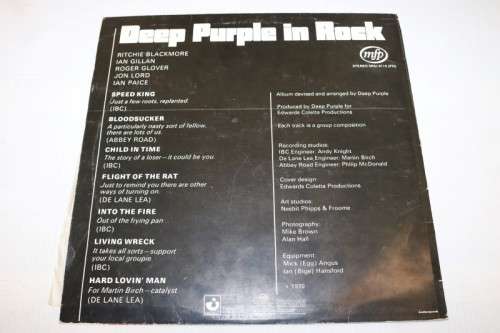 Deep Purple in Rock
mfp
RITCHIE BLACKMORE
IAN GILLAN
ROGER GLOVER
JON LORD
IAN PAICE
SPEED KING
Just a few roots, replanted.
(IBC)
BLOODSUCKER
A particularly nasty sort of fellow,
there are lots of us.
(ABBEY ROAD)
CHILD IN TIME
The story of a loser—it could be you.
(IBC)
FLIGHT OF THE RAT
Just to remind you there are other
ways of turning on.
(DE LANE LEA)
INTO THE FIRE
Out of the frying pan
(IBC)
LIVING WRECK
It takes all sorts—support
your local groupie
(IBC)
HARD LOVIN' MAN
For Martin Birch—catalyst
(DE LANE LEA)
Album devised and arranged by Deep Purple
Produced by Deep Purple for
Edwards Coletta Productions
Each track is a group composition
Recording studios:
IBC Engineer: Andy Knight
De Lane Lea Engineer: Martin Birch
Abbey Road Engineer: Philip McDonald
Cover design:
Edwards Coletta Productions
Art studios:
Nesbit Phipps & Froome
Photography:
Mike Brown
Alan Hall
Equipment
Mick (Egg) Angus
Ian (Bige) Hansford
1970